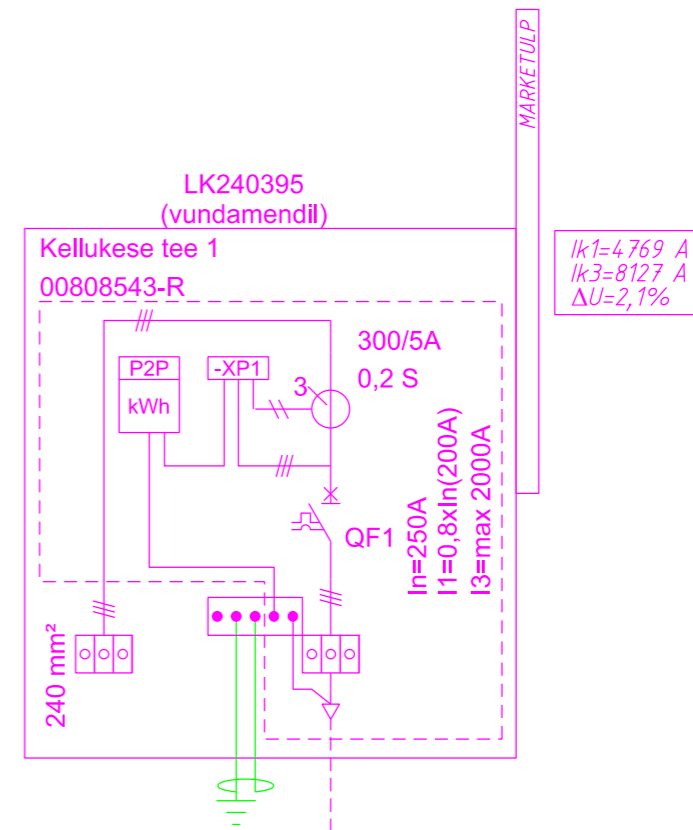 MARKETULP
LK240395
(vundamendil)
Kellukese tee 1
00808543-R
Ik1=4769 A
Ik3=8127 A
ΔU=2,1%
300/5A
0,2 S
P2P
kWh
-XP1
3
QF1
In=250A
I1=0,8xIn(200A)
I3=max 2000A
240 mm²